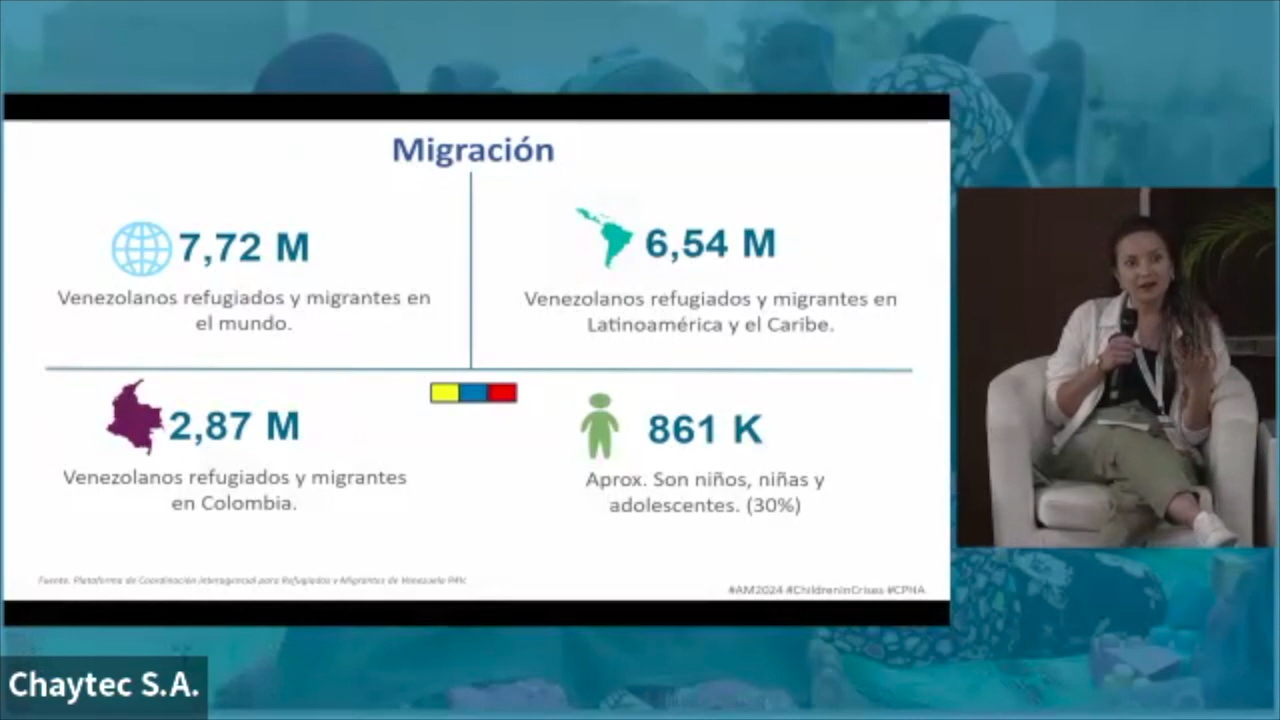 Migración
7,72 M
Venezolanos refugiados y migrantes en
el mundo.
6,54 M
Venezolanos refugiados y migrantes en
Latinoamérica y el Caribe.
2,87 M
Venezolanos refugiados y migrantes
en Colombia.
861 K
Aprox. Son niños, niñas y
adolescentes. (30%)
Fuente: Plataforma de Coordinación Interagencial para Refugiados y Migrantes de Venezuela
#AM2024 #ChildreninCrises #CPHA
Chaytec S.A.